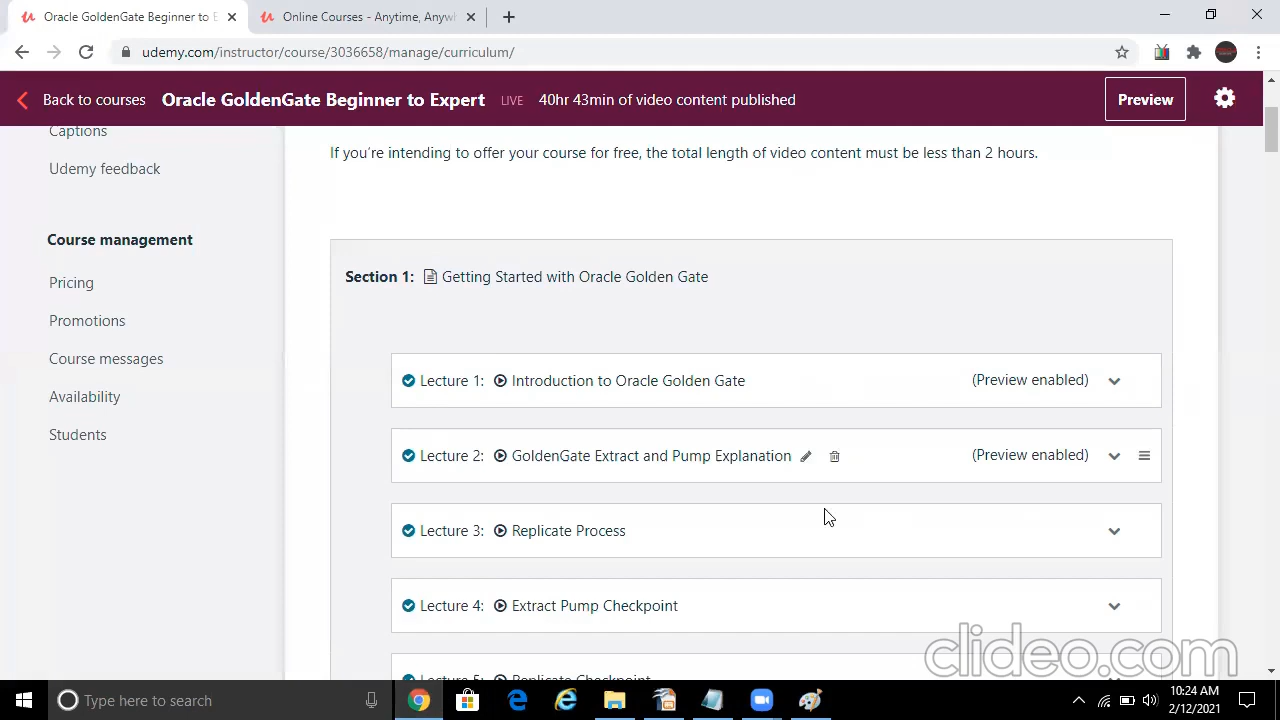 Oracle GoldenGate Beginner to E
Online Courses - Anytime, Anywh
udemy.com/instructor/course/3036658/manage/curriculum/
Back to courses
Oracle GoldenGate Beginner to Expert
LIVE
40hr 43min of video content published
Preview
Captions
Udemy feedback
Course management
Pricing
Promotions
Course messages
Availability
Students
If you're intending to offer your course for free, the total length of video content must be less than 2 hours.
Section 1: Getting Started with Oracle Golden Gate
Lecture 1: Introduction to Oracle Golden Gate (Preview enabled)
Lecture 2: GoldenGate Extract and Pump Explanation (Preview enabled)
Lecture 3: Replicate Process
Lecture 4: Extract Pump Checkpoint
Lecture 5: Replicate Checkpoint
clideo.com
Type here to search
10:24 AM
2/12/2021